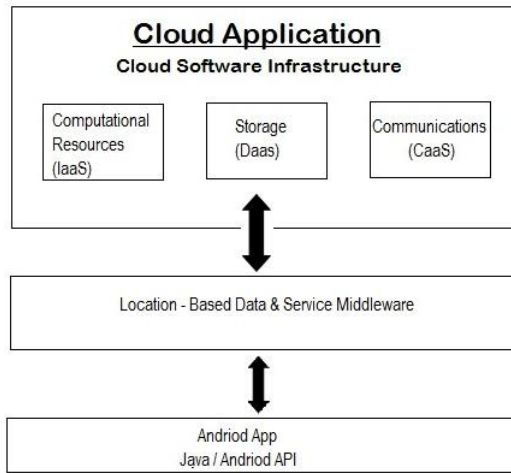 Cloud Application
Cloud Software Infrastructure
Computational
Resources
(IaaS)
Storage
(Daas)
Communications
(CaaS)
Location - Based Data & Service Middleware
Andriod App
Java / Andriod API